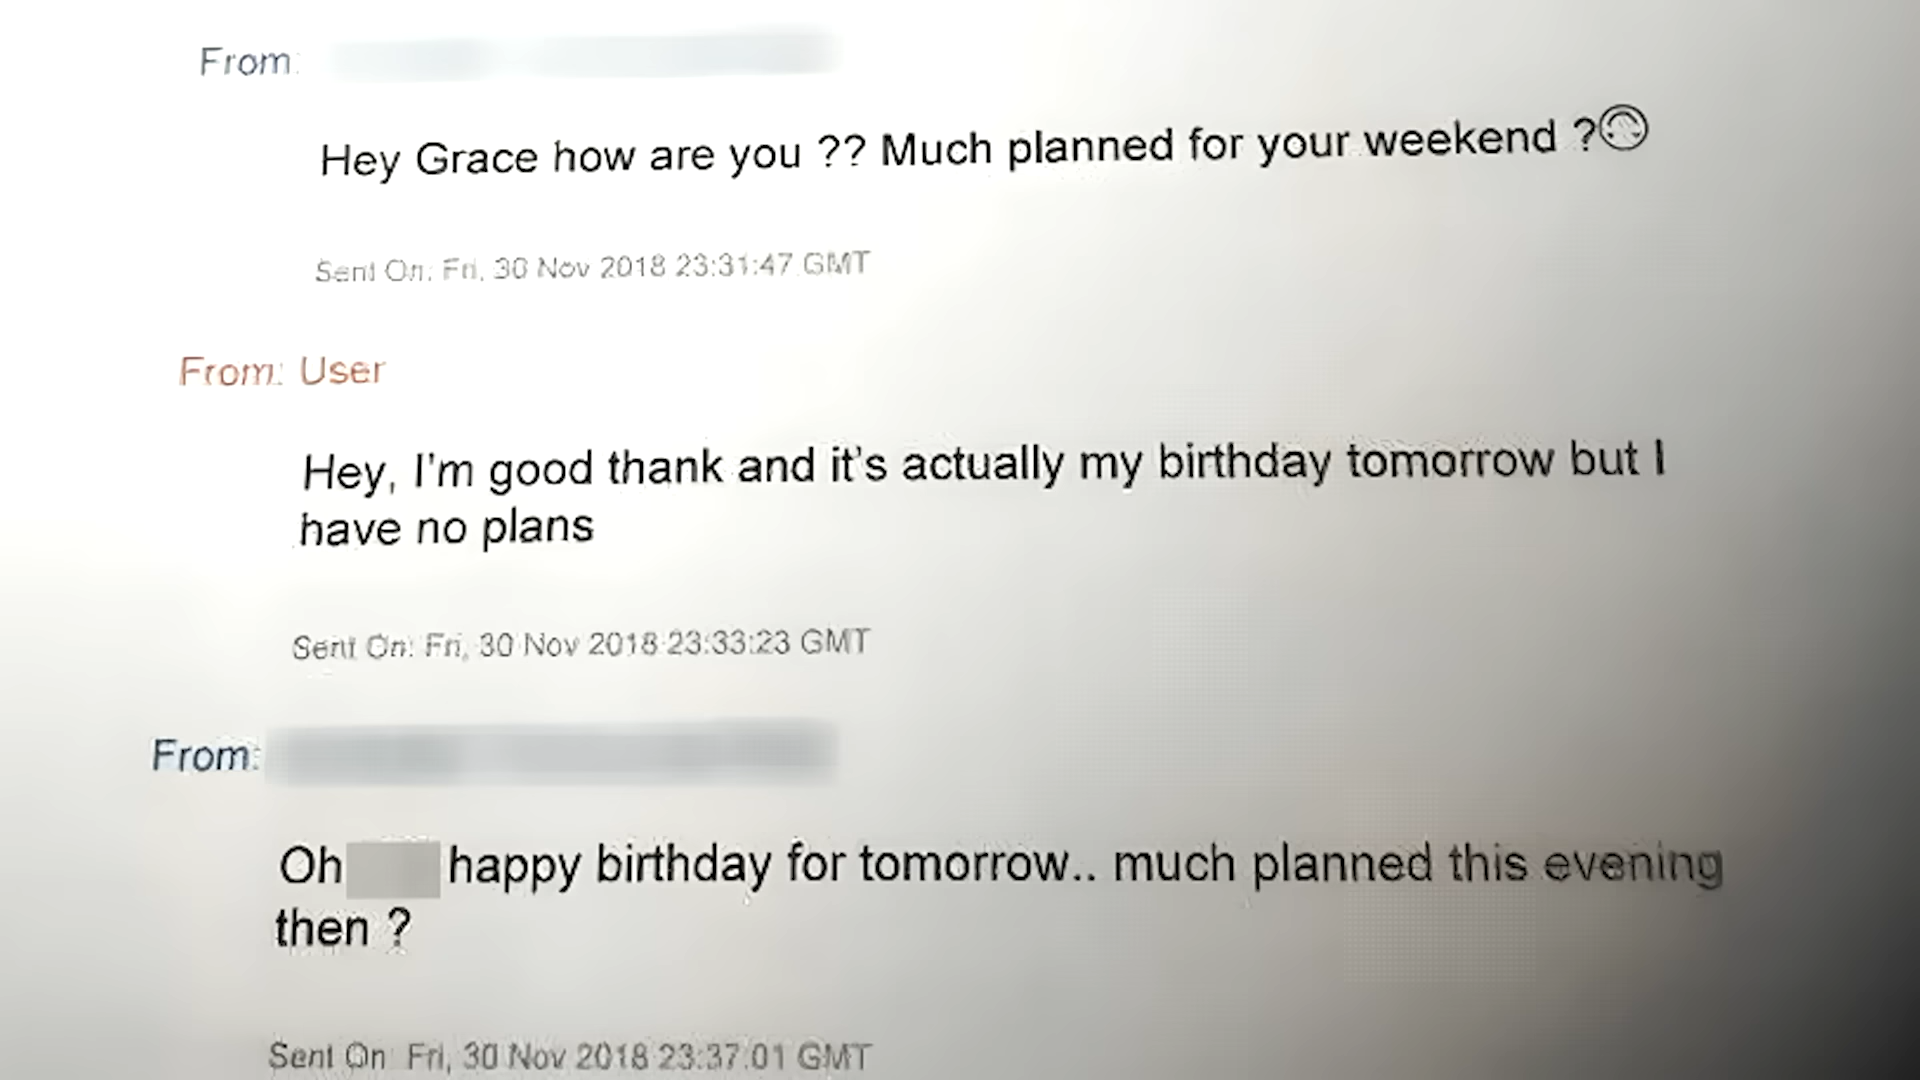 From:
Hey Grace how are you ?? Much planned for your weekend ?
Sent On: Fri, 30 Nov 2018 23:31:47 GMT
From: User
Hey, I'm good thank and it's actually my birthday tomorrow but I
have no plans
Sent On: Fri, 30 Nov 2018 23:33:23 GMT
From:
Oh happy birthday for tomorrow.. much planned this evening
then ?
Sent On: Fri, 30 Nov 2018 23:37:01 GMT